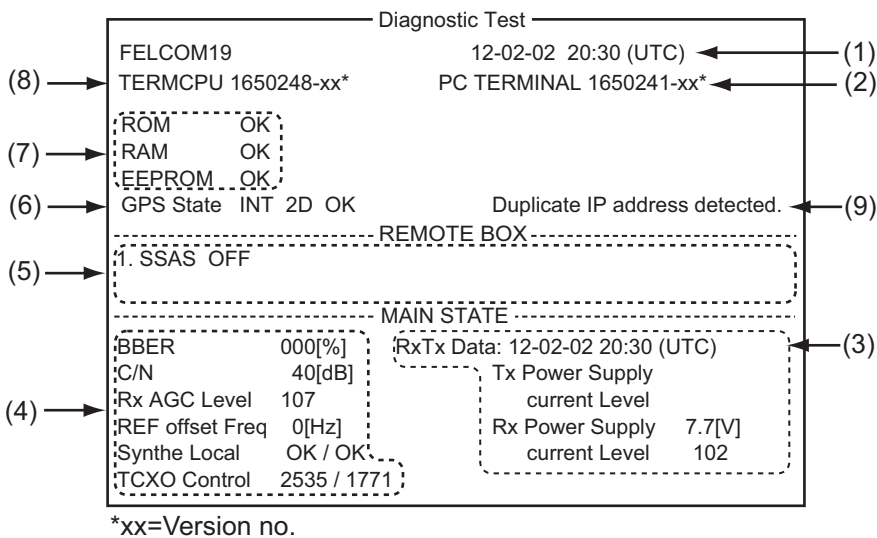 Diagnostic Test
FELCOM19 12-02-02 20:30 (UTC) (1)
(8) TERMCPU 1650248-xx* PC TERMINAL 1650241-xx* (2)
ROM OK
(7) RAM OK
EEPROM OK
(6) GPS State INT 2D OK Duplicate IP address detected. (9)
REMOTE BOX
(5) 1. SSAS OFF
MAIN STATE
BBER 000[%] RxTx Data: 12-02-02 20:30 (UTC) (3)
C/N 40[dB] Tx Power Supply
(4) Rx AGC Level 107 current Level
REF offset Freq 0[Hz] Rx Power Supply 7.7[V]
Synthe Local OK / OK current Level 102
TCXO Control 2535 / 1771
*xx=Version no.